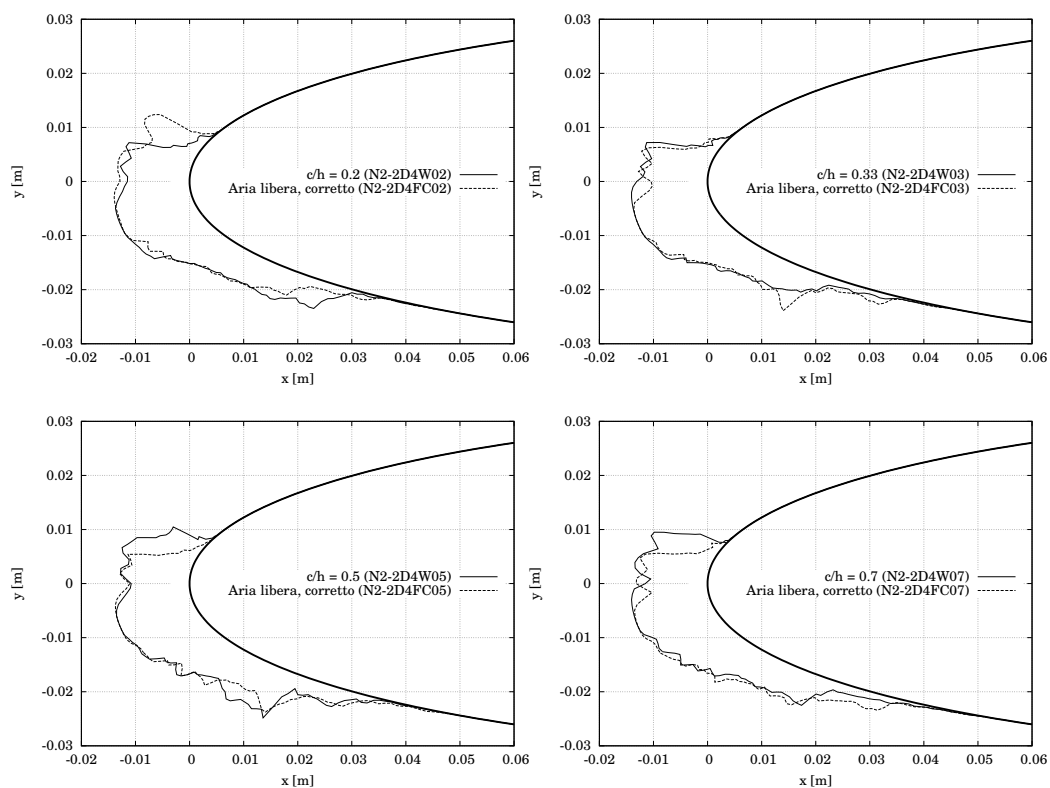 0.03
0.02
0.01
0
-0.01
-0.02
-0.03
y [m]
c/h = 0.2 (N2-2D4W02)
Aria libera, corretto (N2-2D4FC02)
-0.02 -0.01 0 0.01 0.02 0.03 0.04 0.05 0.06
x [m]
0.03
0.02
0.01
0
-0.01
-0.02
-0.03
y [m]
c/h = 0.33 (N2-2D4W03)
Aria libera, corretto (N2-2D4FC03)
-0.02 -0.01 0 0.01 0.02 0.03 0.04 0.05 0.06
x [m]
0.03
0.02
0.01
0
-0.01
-0.02
-0.03
y [m]
c/h = 0.5 (N2-2D4W05)
Aria libera, corretto (N2-2D4FC05)
-0.02 -0.01 0 0.01 0.02 0.03 0.04 0.05 0.06
x [m]
0.03
0.02
0.01
0
-0.01
-0.02
-0.03
y [m]
c/h = 0.7 (N2-2D4W07)
Aria libera, corretto (N2-2D4FC07)
-0.02 -0.01 0 0.01 0.02 0.03 0.04 0.05 0.06
x [m]